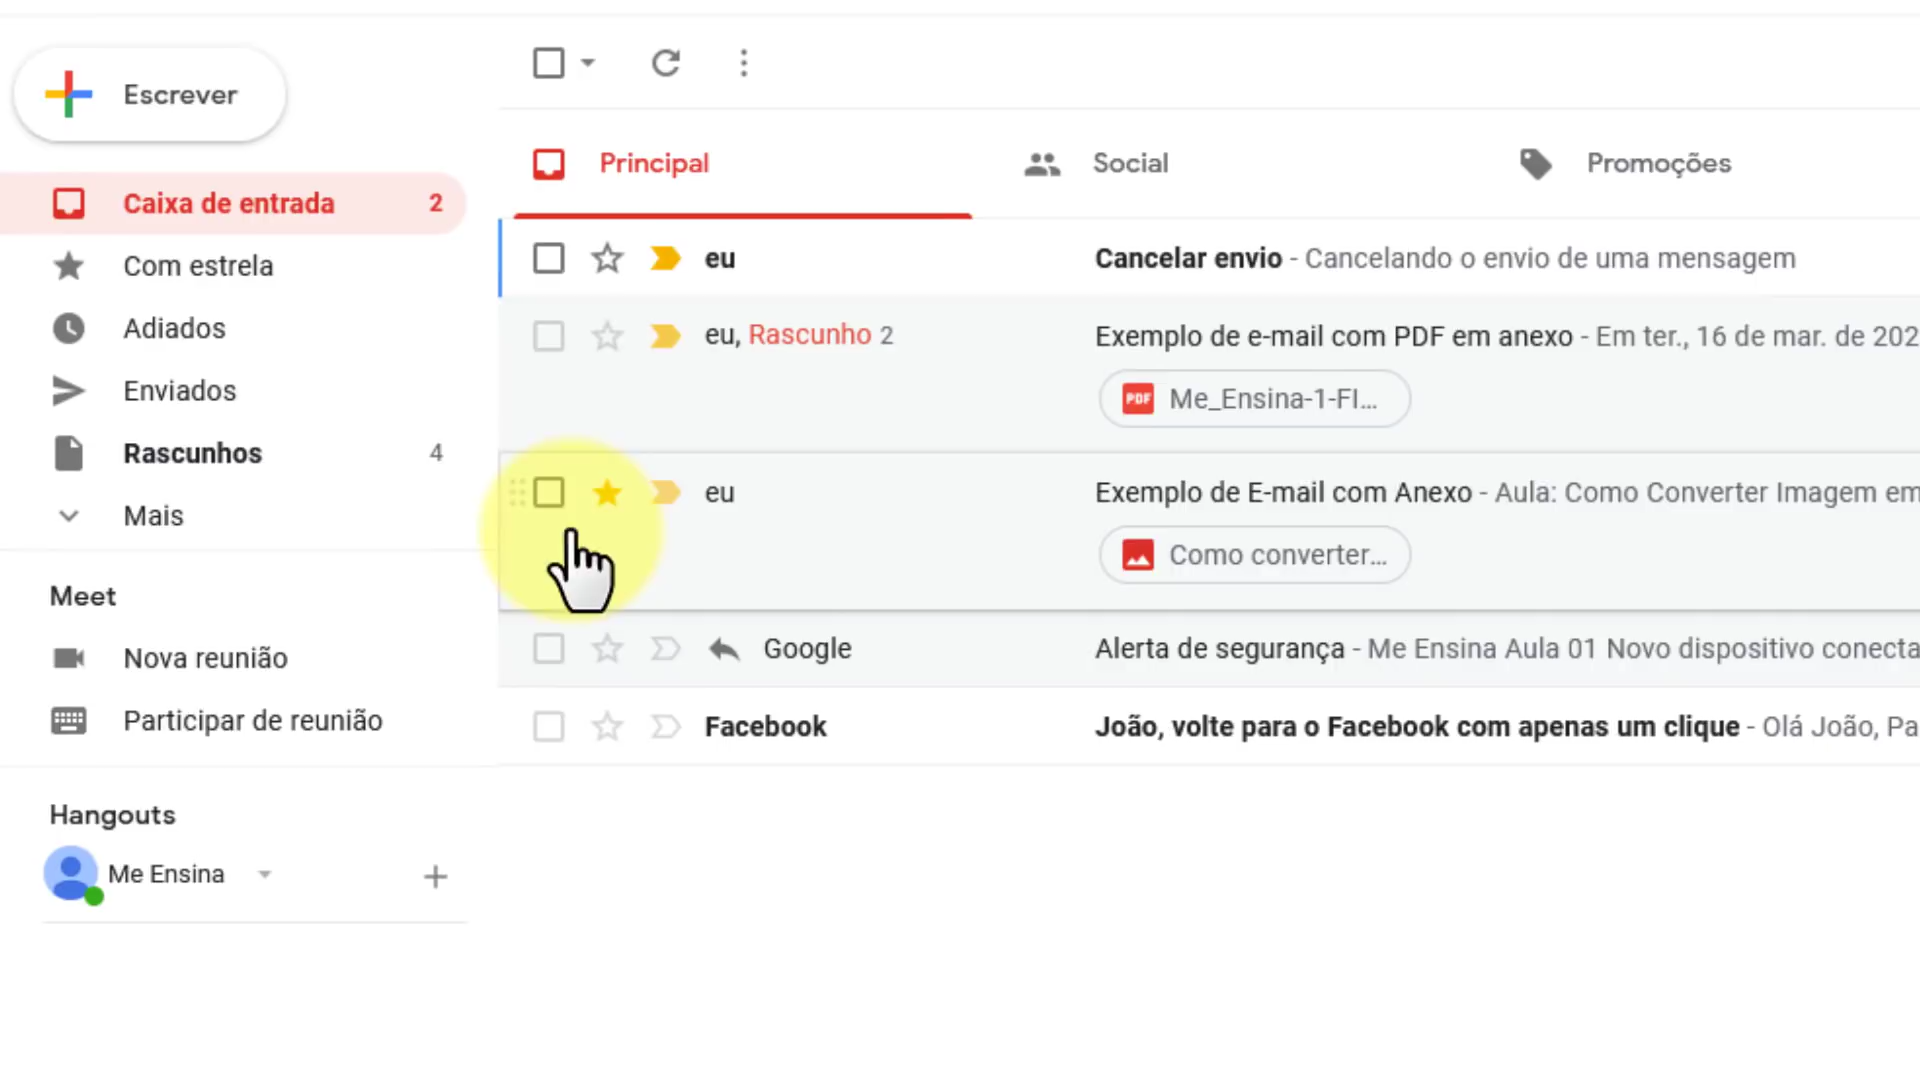 Escrever
Caixa de entrada 2
Com estrela
Adiados
Enviados
Rascunhos 4
Mais
Meet
Nova reunião
Participar de reunião
Hangouts
Me Ensina
Principal Social Promoções
eu Cancelar envio - Cancelando o envio de uma mensagem
eu, Rascunho 2 Exemplo de e-mail com PDF em anexo - Em ter., 16 de mar. de 202
PDF Me_Ensina-1-FI...
eu Exemplo de E-mail com Anexo - Aula: Como Converter Imagem em
Como converter...
Google Alerta de segurança - Me Ensina Aula 01 Novo dispositivo conecta
Facebook João, volte para o Facebook com apenas um clique - Olá João, Pa